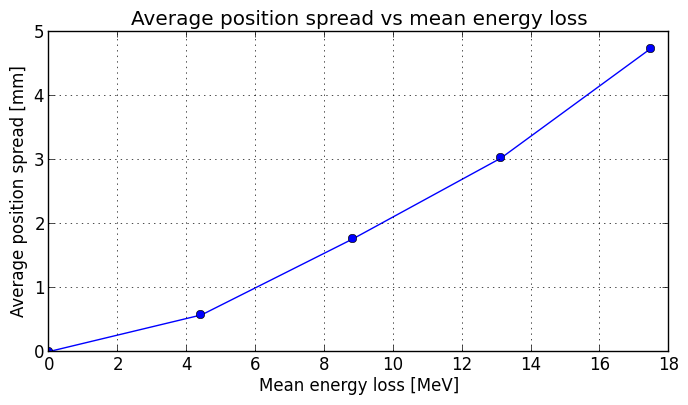 Average position spread vs mean energy loss
Average position spread [mm]
5
4
3
2
1
0
0 2 4 6 8 10 12 14 16 18
Mean energy loss [MeV]